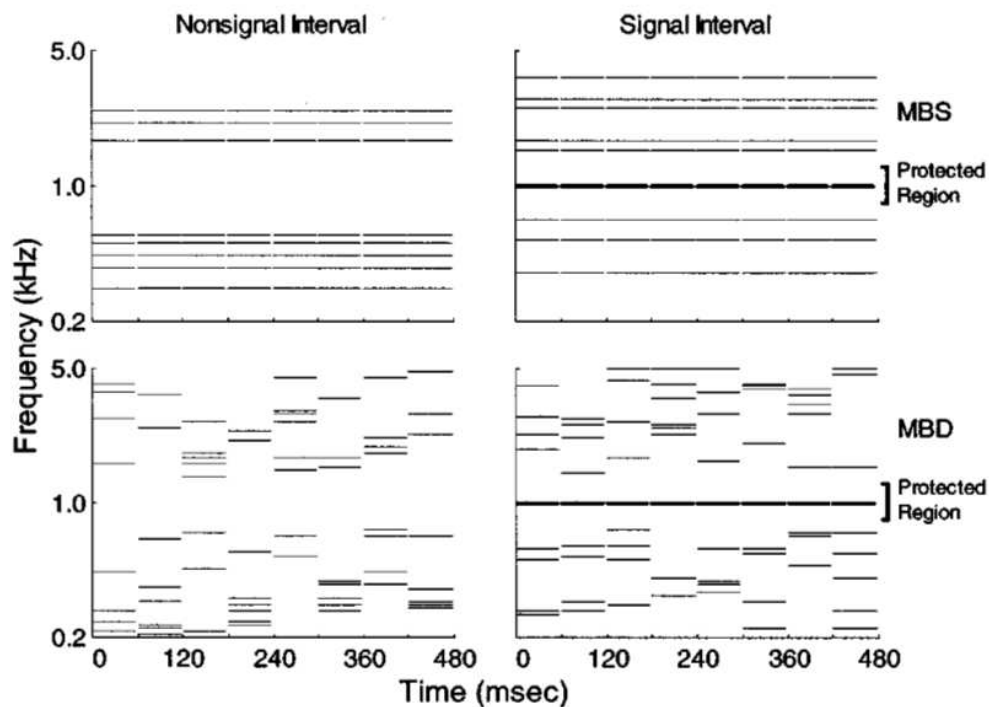 Nonsignal Interval
Signal Interval
5.0
1.0
0.2
MBS
Protected
Region
Frequency (kHz)
5.0
1.0
0.2
MBD
Protected
Region
0 120 240 360 480
0 120 240 360 480
Time (msec)